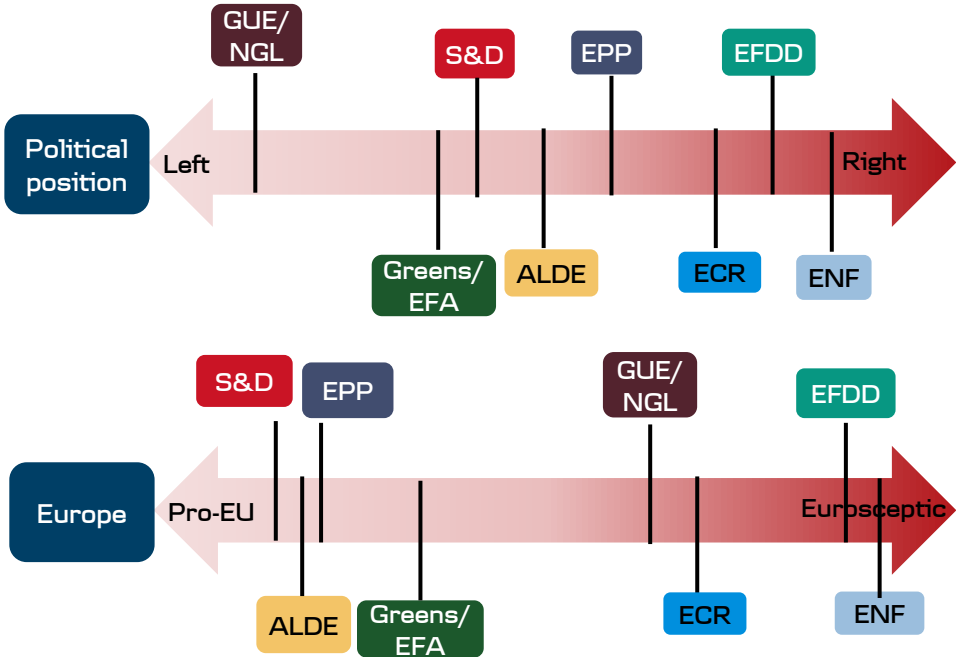 GUE/
NGL
S&D
EPP
EFDD
Political
position
Left
Right
Greens/
EFA
ALDE
ECR
ENF
S&D
EPP
GUE/
NGL
EFDD
Europe
Pro-EU
Eurosceptic
ALDE
Greens/
EFA
ECR
ENF